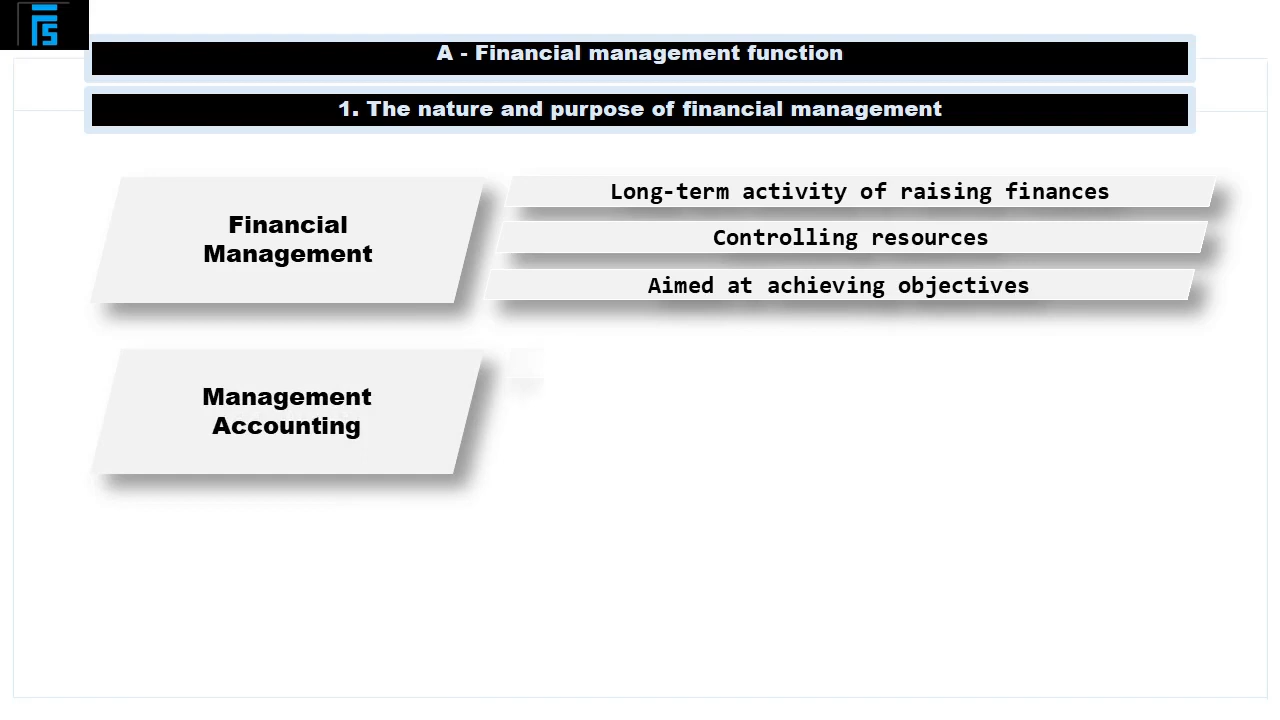 A - Financial management function
1. The nature and purpose of financial management
Financial
Management
Long-term activity of raising finances
Controlling resources
Aimed at achieving objectives
Management
Accounting